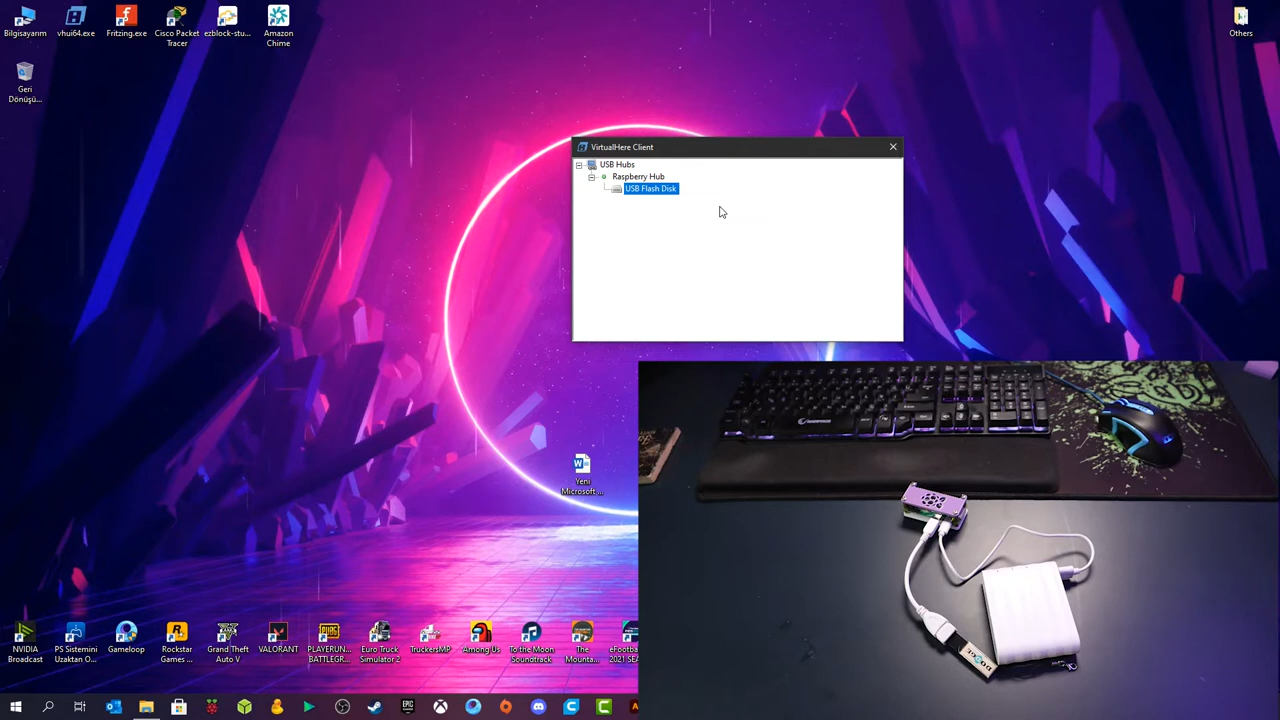 Bilgisayarım
vhui64.exe
Fritzing.exe
Cisco Packet
Tracer
ezblock-stu...
Amazon
Chime
Others
Geri
Dönüşü...
VirtualHere Client
USB Hubs
Raspberry Hub
USB Flash Disk
Yeni
Microsoft ...
NVIDIA
Broadcast
PS Sistemini
Uzaktan O...
Gameloop
Rockstar
Games ...
Grand Theft
Auto V
VALORANT
PLAYERUN...
BATTLEGR...
Euro Truck
Simulator 2
TruckersMP
Among Us
To the Moon
Soundtrack
The
Mounta...
eFootba
2021 SEA
EPIC